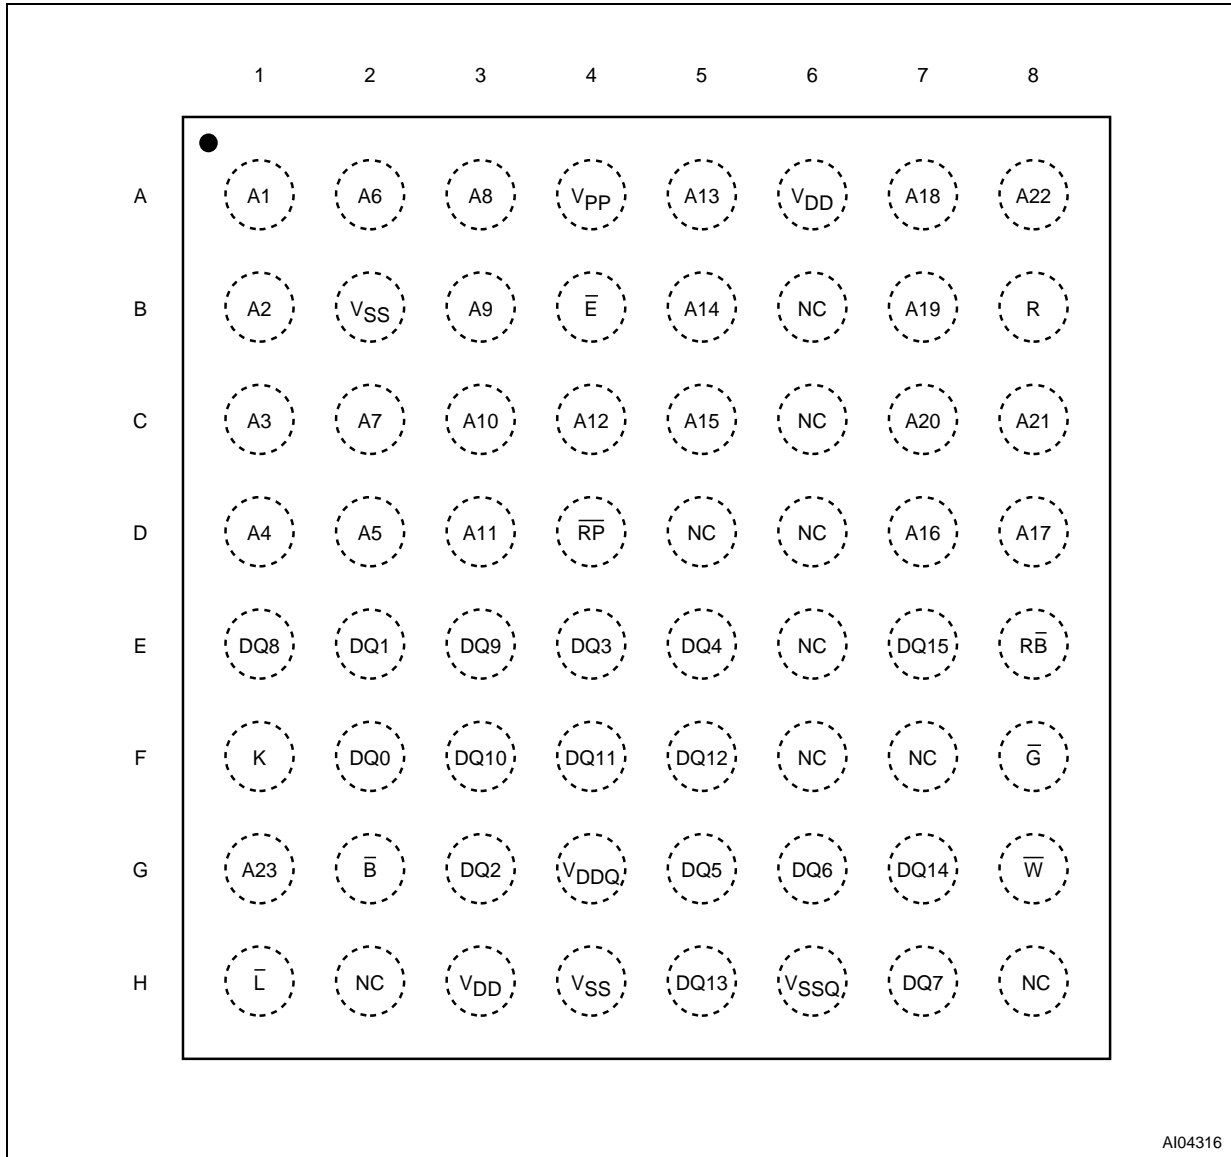 1 2 3 4 5 6 7 8
A A1 A6 A8 VPP A13 VDD A18 A22
B A2 VSS A9 E̅ A14 NC A19 R
C A3 A7 A10 A12 A15 NC A20 A21
D A4 A5 A11 R̅P̅ NC NC A16 A17
E DQ8 DQ1 DQ9 DQ3 DQ4 NC DQ15 RB̅
F K DQ0 DQ10 DQ11 DQ12 NC NC G̅
G A23 B̅ DQ2 VDDQ DQ5 DQ6 DQ14 W̅
H L̅ NC VDD VSS DQ13 VSSQ DQ7 NC
AI04316